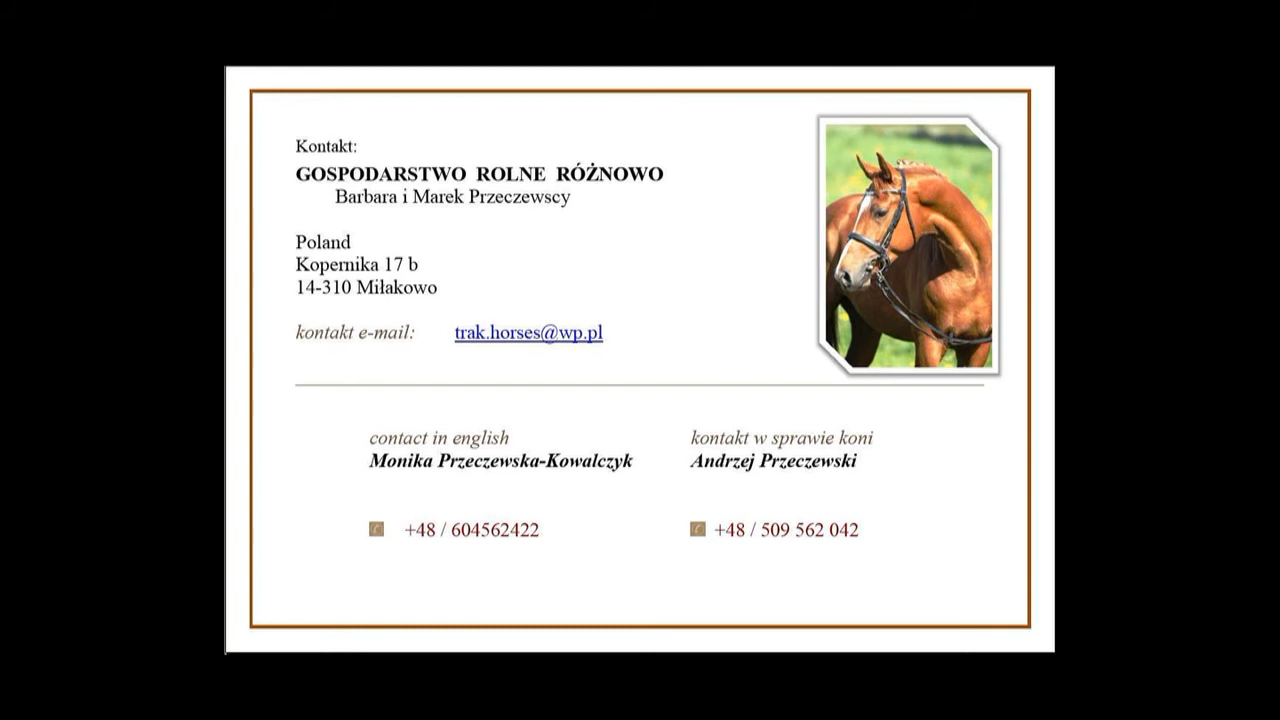 Kontakt:
GOSPODARSTWO ROLNE RÓŻNOWO
Barbara i Marek Przeczewscy
Poland
Kopernika 17 b
14-310 Miłakowo
kontakt e-mail: trak.horses@wp.pl
contact in english
Monika Przeczewska-Kowalczyk
+48 / 604562422
kontakt w sprawie koni
Andrzej Przeczewski
+48 / 509 562 042